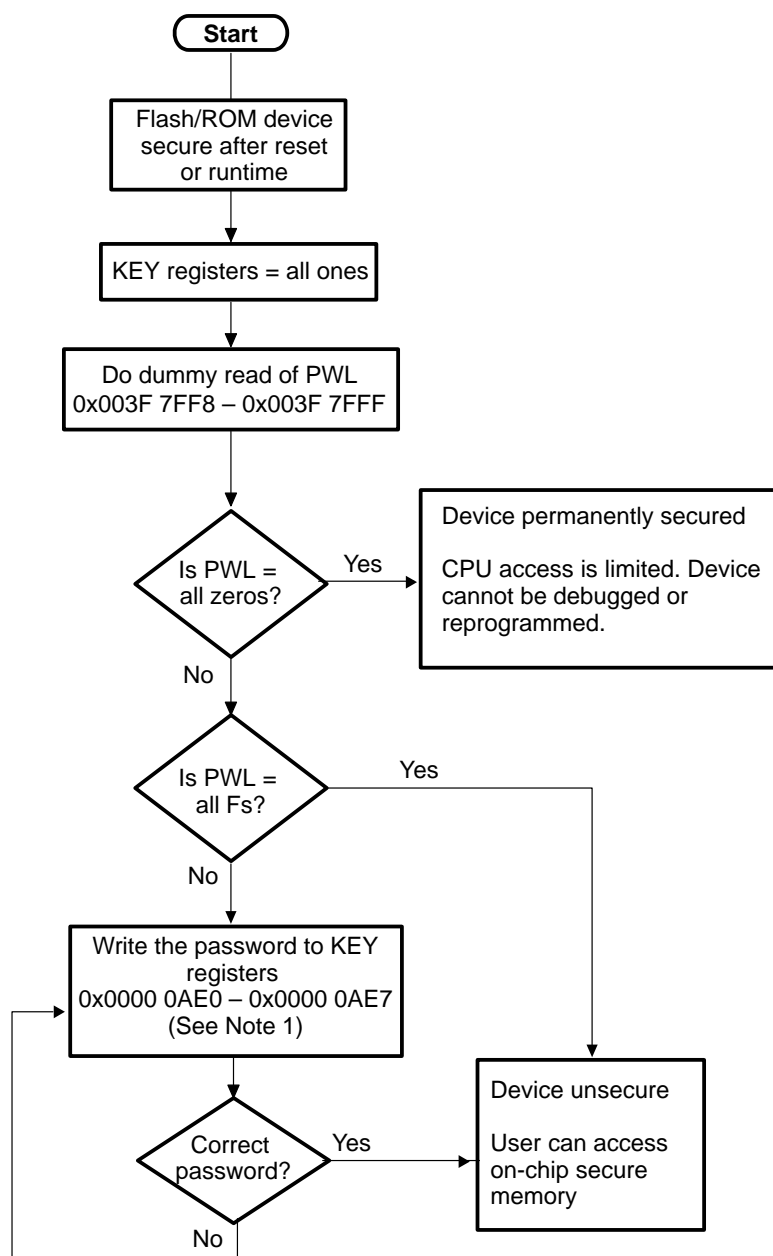 Start
Flash/ROM device
secure after reset
or runtime
KEY registers = all ones
Do dummy read of PWL
0x003F 7FF8 – 0x003F 7FFF
Is PWL =
all zeros?
Yes
Device permanently secured
CPU access is limited. Device
cannot be debugged or
reprogrammed.
No
Is PWL =
all Fs?
Yes
No
Write the password to KEY
registers
0x0000 0AE0 – 0x0000 0AE7
(See Note 1)
Correct
password?
Yes
Device unsecure
User can access
on-chip secure
memory
No